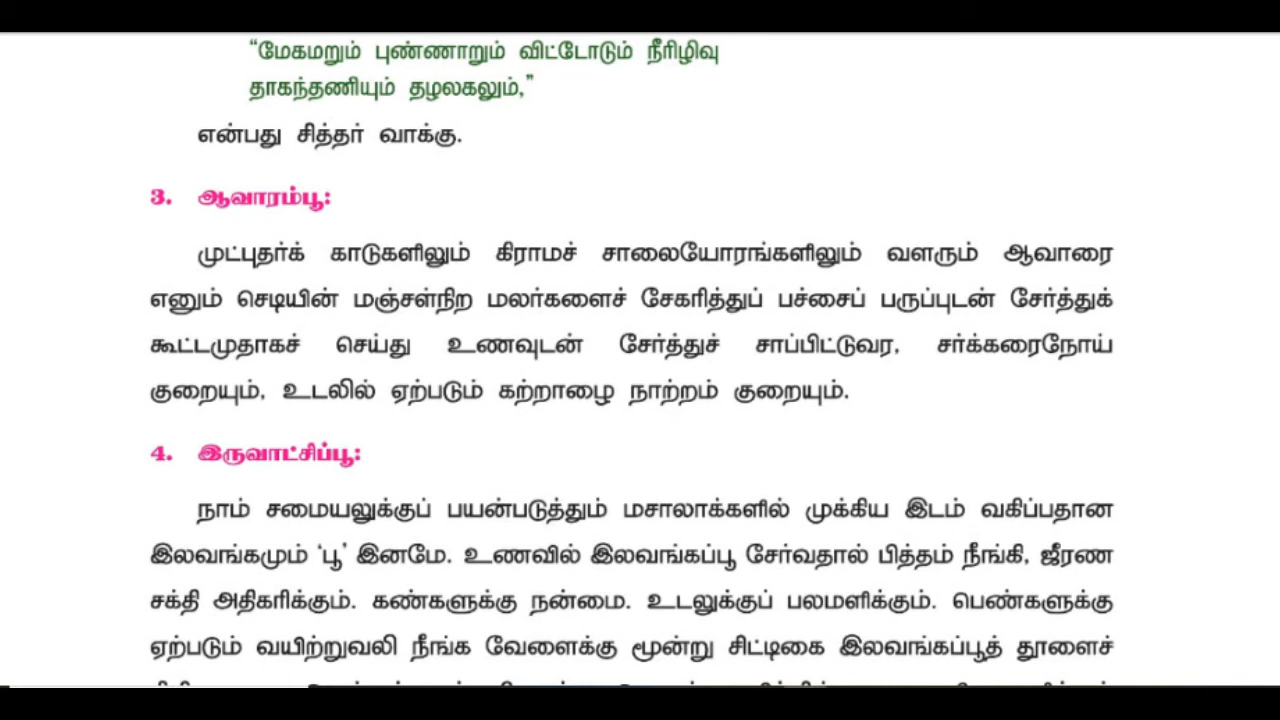 “மேகமறும் புண்ணாறும் விட்டோடும் நீரிழிவு
தாகந்தணியும் தழலகலும்,”
என்பது சித்தர் வாக்கு.
3. ஆவாரம்பூ:
முட்புதர்க் காடுகளிலும் கிராமச் சாலையோரங்களிலும் வளரும் ஆவாரை
எனும் செடியின் மஞ்சள்நிற மலர்களைச் சேகரித்துப் பச்சைப் பருப்புடன் சேர்த்துக்
கூட்டமுதாகச் செய்து உணவுடன் சேர்த்துச் சாப்பிட்டுவர, சர்க்கரைநோய்
குறையும், உடலில் ஏற்படும் கற்றாழை நாற்றம் குறையும்.
4. இருவாட்சிப்பூ:
நாம் சமையலுக்குப் பயன்படுத்தும் மசாலாக்களில் முக்கிய இடம் வகிப்பதான
இலவங்கமும் ‘பூ’ இனமே. உணவில் இலவங்கப்பூ சேர்வதால் பித்தம் நீங்கி, ஜீரண
சக்தி அதிகரிக்கும். கண்களுக்கு நன்மை. உடலுக்குப் பலமளிக்கும். பெண்களுக்கு
ஏற்படும் வயிற்றுவலி நீங்க வேளைக்கு மூன்று சிட்டிகை இலவங்கப்பூத் தூளைச்